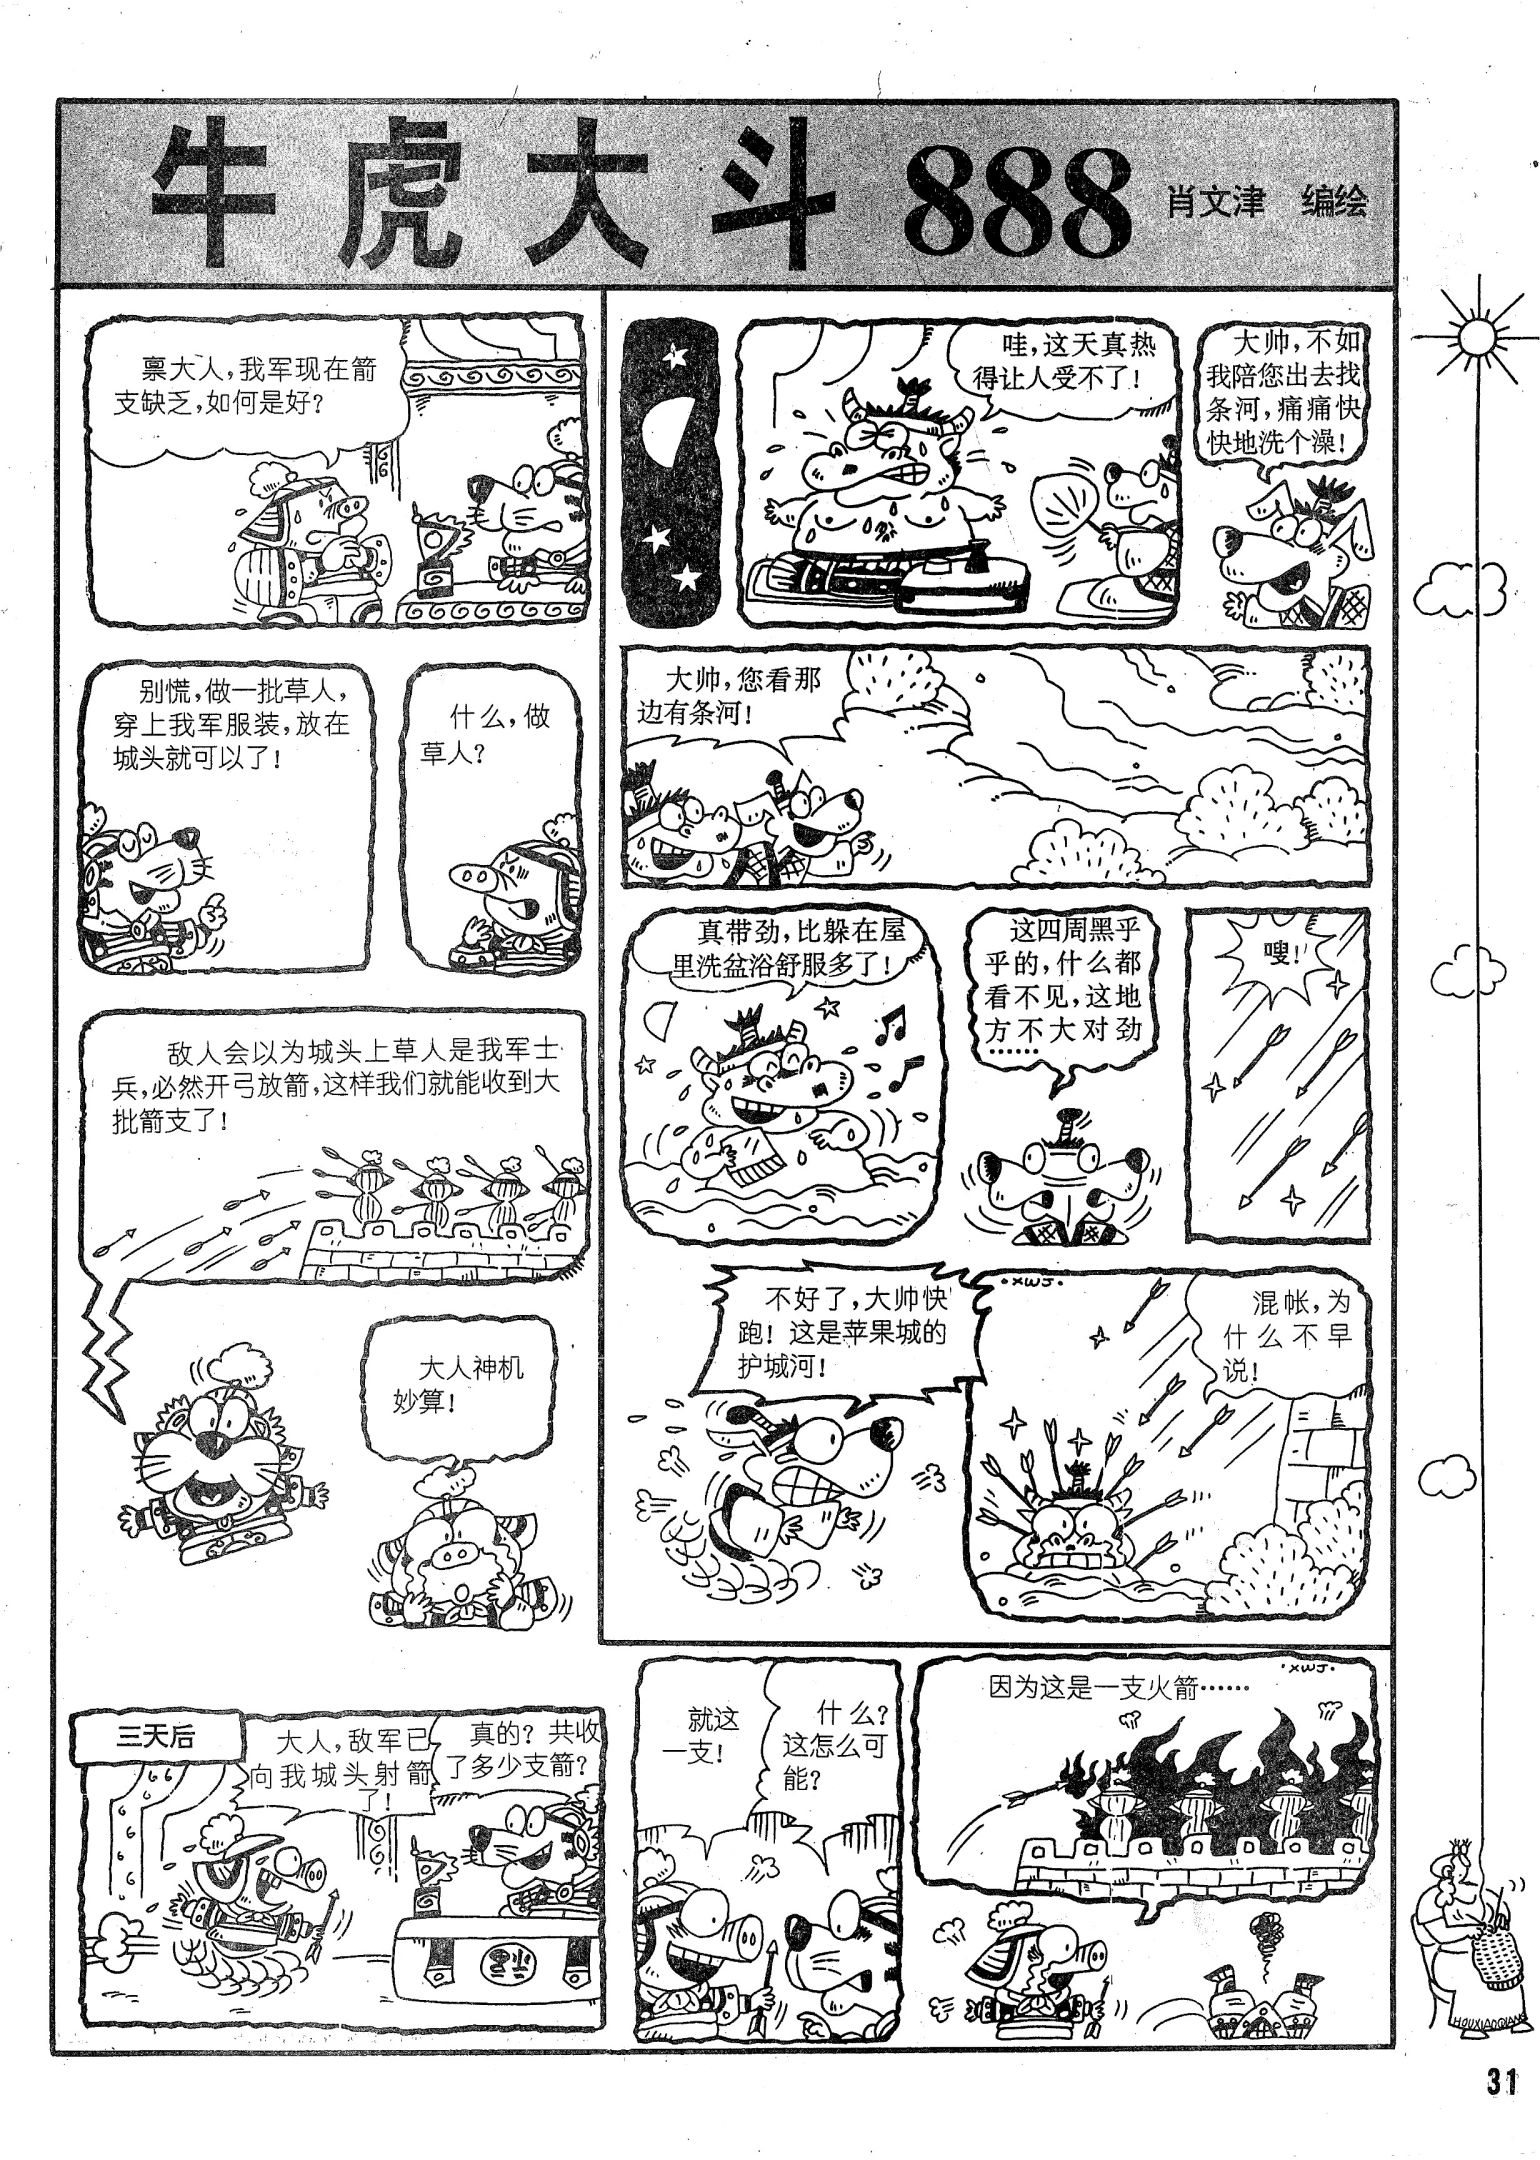 牛虎大斗 888 肖文津 编绘
禀大人，我军现在箭
支缺乏，如何是好？
别慌，做一批草人，
穿上我军服装，放在
城头就可以了！
什么，做
草人？
敌人会以为城头上草人是我军士
兵，必然开弓放箭，这样我们就能收到大
批箭支了！
大人神机
妙算！
三天后
大人，敌军已
向我城头射箭
了！
真的？共收
了多少支箭？
就这
一支！
什么？
这怎么可
能？
因为这是一支火箭……
·XWJ·
哇，这天真热
得让人受不了！
大帅，不如
我陪您出去找
条河，痛痛快
快地洗个澡！
大帅，您看那
边有条河！
真带劲，比躲在屋
里洗盆浴舒服多了！
这四周黑乎
乎的，什么都
看不见，这地
方不大对劲
……
嗖！
不好了，大帅快
跑！这是苹果城的
护城河！
·XWJ·
混帐，为
什么不早
说！
HOUXIAOQIANG
31